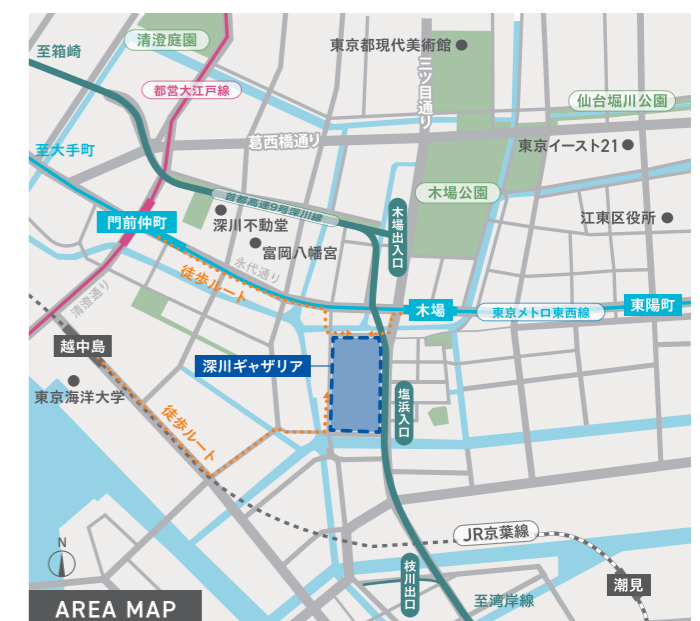 至箱崎
清澄庭園
東京都現代美術館
三ツ目通り
都営大江戸線
仙台堀川公園
葛西橋通り
東京イースト21
至大手町
首都高速9号深川線
木場公園
門前仲町
深川不動堂
木場出入口
江東区役所
富岡八幡宮
永代通り
徒歩ルート
清澄通り
木場
東京メトロ東西線
東陽町
越中島
深川ギャザリア
東京海洋大学
塩浜入口
徒歩ルート
JR京葉線
N
枝川出口
潮見
至湾岸線
AREA MAP